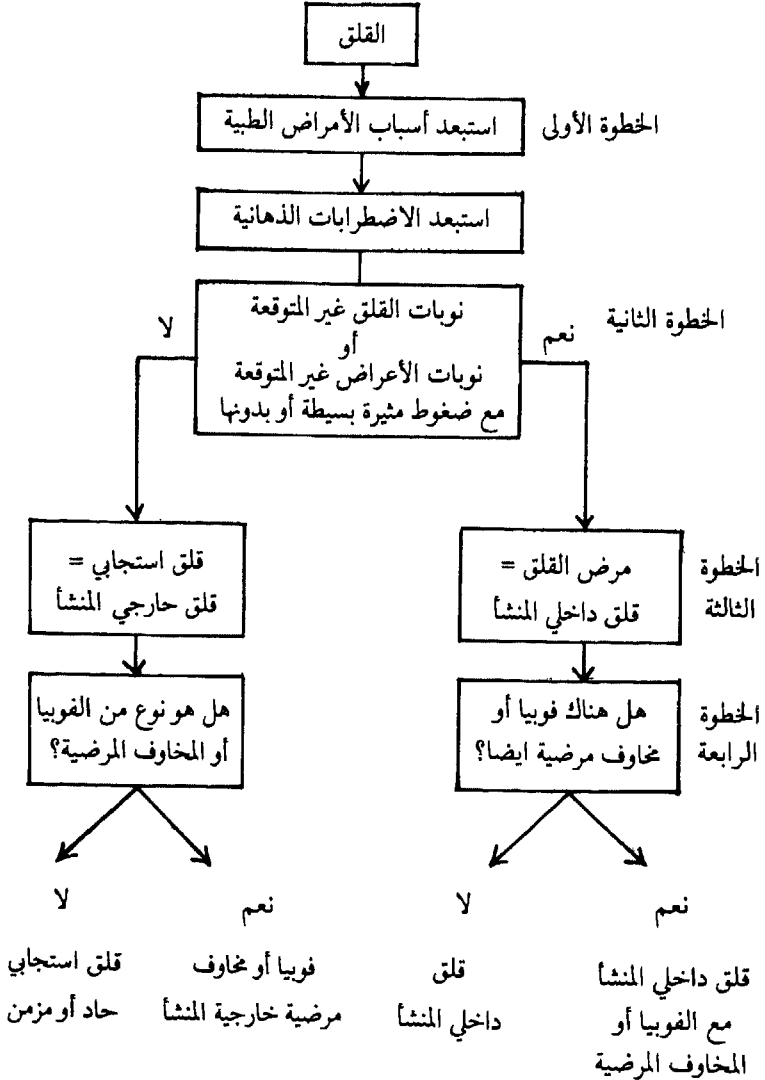 القلق
استبعد أسباب الأمراض الطبية
الخطوة الأولى
استبعد الاضطرابات الذهانية
الخطوة الثانية
نوبات القلق غير المتوقعة
أو
نوبات الأعراض غير المتوقعة
مع ضغوط مثيرة بسيطة أو بدونها
نعم
لا
الخطوة
الثالثة
مرض القلق =
قلق داخلي المنشأ
قلق استجابي =
قلق حارجي المنشأ
الخطوة
الرابعة
هل هناك فوبيا أو
مخاوف مرضية ايضا؟
هل هو نوع من الفوبيا
أو المخاوف المرضية؟
نعم
لا
نعم
لا
قلق داخلي المنشأ
مع الفوبيا أو
المخاوف المرضية
قلق
داخلي المنشأ
فوبيا أو مخاوف
مرضية خارجية المنشأ
قلق استجابي
حاد أو مزمن